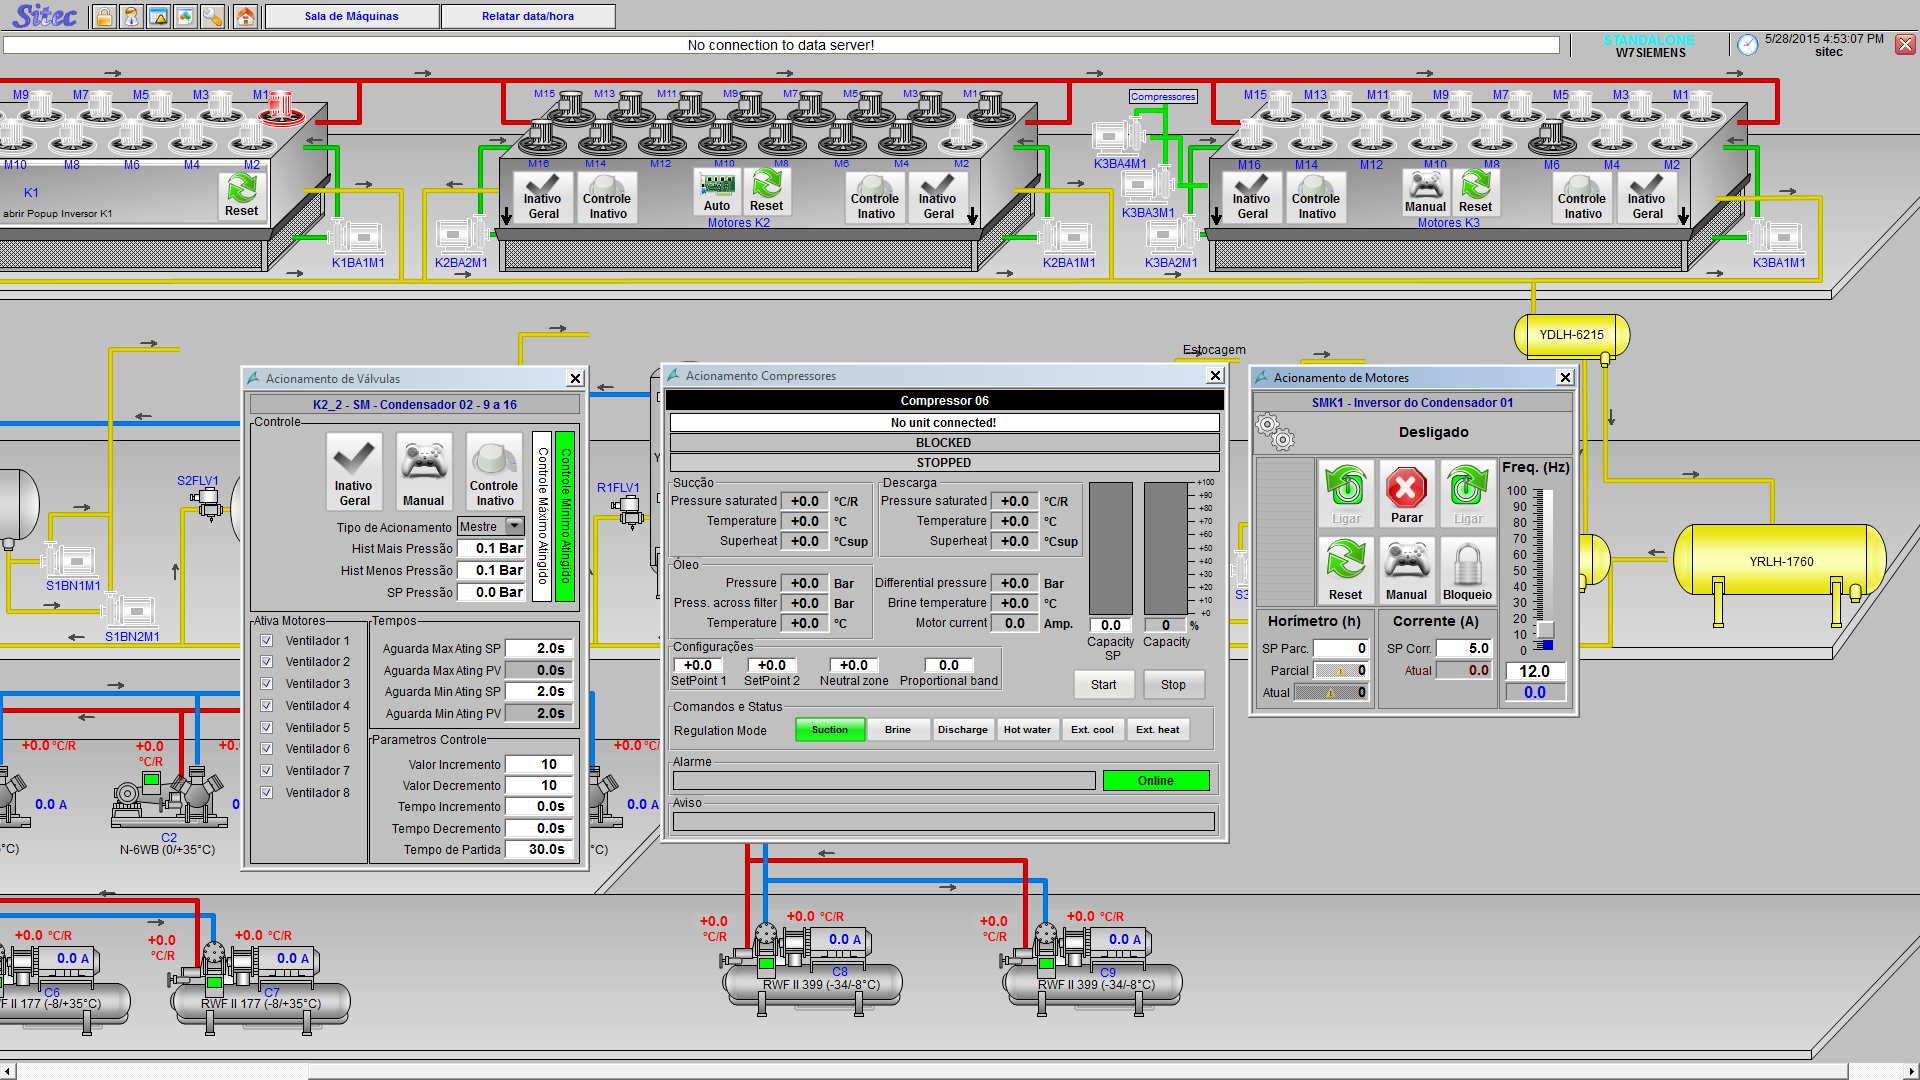 Sitec
Sala de Máquinas
Relatar data/hora
No connection to data server!
STANDALONE
W7SIEMENS
5/28/2015 4:53:07 PM
sitec
M9 M7 M5 M3 M1
M10 M8 M6 M4 M2
K1
abrir Popup Inversor K1
Reset
K1BA1M1
M15 M13 M11 M9 M7 M5 M3 M1
M16 M14 M12 M10 M8 M6 M4 M2
Inativo Geral
Controle Inativo
Auto
Reset
Controle Inativo
Inativo Geral
Motores K2
K2BA2M1
K2BA1M1
Compressores
K3BA4M1
K3BA3M1
K3BA2M1
M15 M13 M11 M9 M7 M5 M3 M1
M16 M14 M12 M10 M8 M6 M4 M2
Inativo Geral
Controle Inativo
Manual
Reset
Controle Inativo
Inativo Geral
Motores K3
K3BA1M1
YDLH-6215
YRLH-1760
Estocagem
S2FLV1
S1BN1M1
S1BN2M1
R1FLV1
Acionamento de Válvulas
K2_2 - SM - Condensador 02 - 9 a 16
Controle
Inativo Geral
Manual
Controle Inativo
Controle Máximo Atingido
Controle Mínimo Atingido
Tipo de Acionamento Mestre
Hist Mais Pressão 0.1 Bar
Hist Menos Pressão 0.1 Bar
SP Pressão 0.0 Bar
Ativa Motores
Ventilador 1
Ventilador 2
Ventilador 3
Ventilador 4
Ventilador 5
Ventilador 6
Ventilador 7
Ventilador 8
Tempos
Aguarda Max Ating SP 2.0s
Aguarda Max Ating PV 0.0s
Aguarda Min Ating SP 2.0s
Aguarda Min Ating PV 2.0s
Parametros Controle
Valor Incremento 10
Valor Decremento 10
Tempo Incremento 0.0s
Tempo Decremento 0.0s
Tempo de Partida 30.0s
Acionamento Compressores
Compressor 06
No unit connected!
BLOCKED
STOPPED
Sucção
Pressure saturated +0.0 °C/R
Temperature +0.0 °C
Superheat +0.0 °Csup
Descarga
Pressure saturated +0.0 °C/R
Temperature +0.0 °C
Superheat +0.0 °Csup
Óleo
Pressure +0.0 Bar
Press. across filter +0.0 Bar
Temperature +0.0 °C
Differential pressure +0.0 Bar
Brine temperature +0.0 °C
Motor current 0.0 Amp.
+100
+90
+80
+70
+60
+50
+40
+30
+20
+10
+0
0.0
0 %
Capacity SP
Capacity
Configurações
+0.0 +0.0 +0.0 0.0
SetPoint 1 SetPoint 2 Neutral zone Proportional band
Start
Stop
Comandos e Status
Regulation Mode
Suction Brine Discharge Hot water Ext. cool Ext. heat
Alarme
Online
Aviso
Acionamento de Motores
SMK1 - Inversor do Condensador 01
Desligado
Ligar
Parar
Ligar
Reset
Manual
Bloqueio
Freq. (Hz)
100
90
80
70
60
50
40
30
20
10
0
12.0
0.0
Horímetro (h)
SP Parc. 0
Parcial 0
Atual 0
Corrente (A)
SP Corr. 5.0
Atual 0.0
+0.0 °C/R
+0.0 °C/R
0.0 A
C2
N-6WB (0/+35°C)
0.0 A
+0.0 °C/R
0.0 A
C6
RWF II 177 (-8/+35°C)
+0.0 °C/R
+0.0 °C/R
0.0 A
C7
RWF II 177 (-8/+35°C)
+0.0 °C/R
+0.0 °C/R
0.0 A
C8
RWF II 399 (-34/-8°C)
+0.0 °C/R
+0.0 °C/R
0.0 A
C9
RWF II 399 (-34/-8°C)